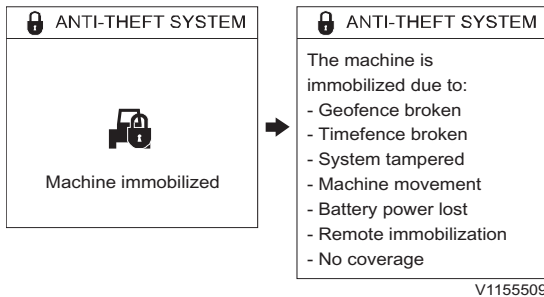 ANTI-THEFT SYSTEM
Machine immobilized
ANTI-THEFT SYSTEM
The machine is
immobilized due to:
- Geofence broken
- Timefence broken
- System tampered
- Machine movement
- Battery power lost
- Remote immobilization
- No coverage
V1155509